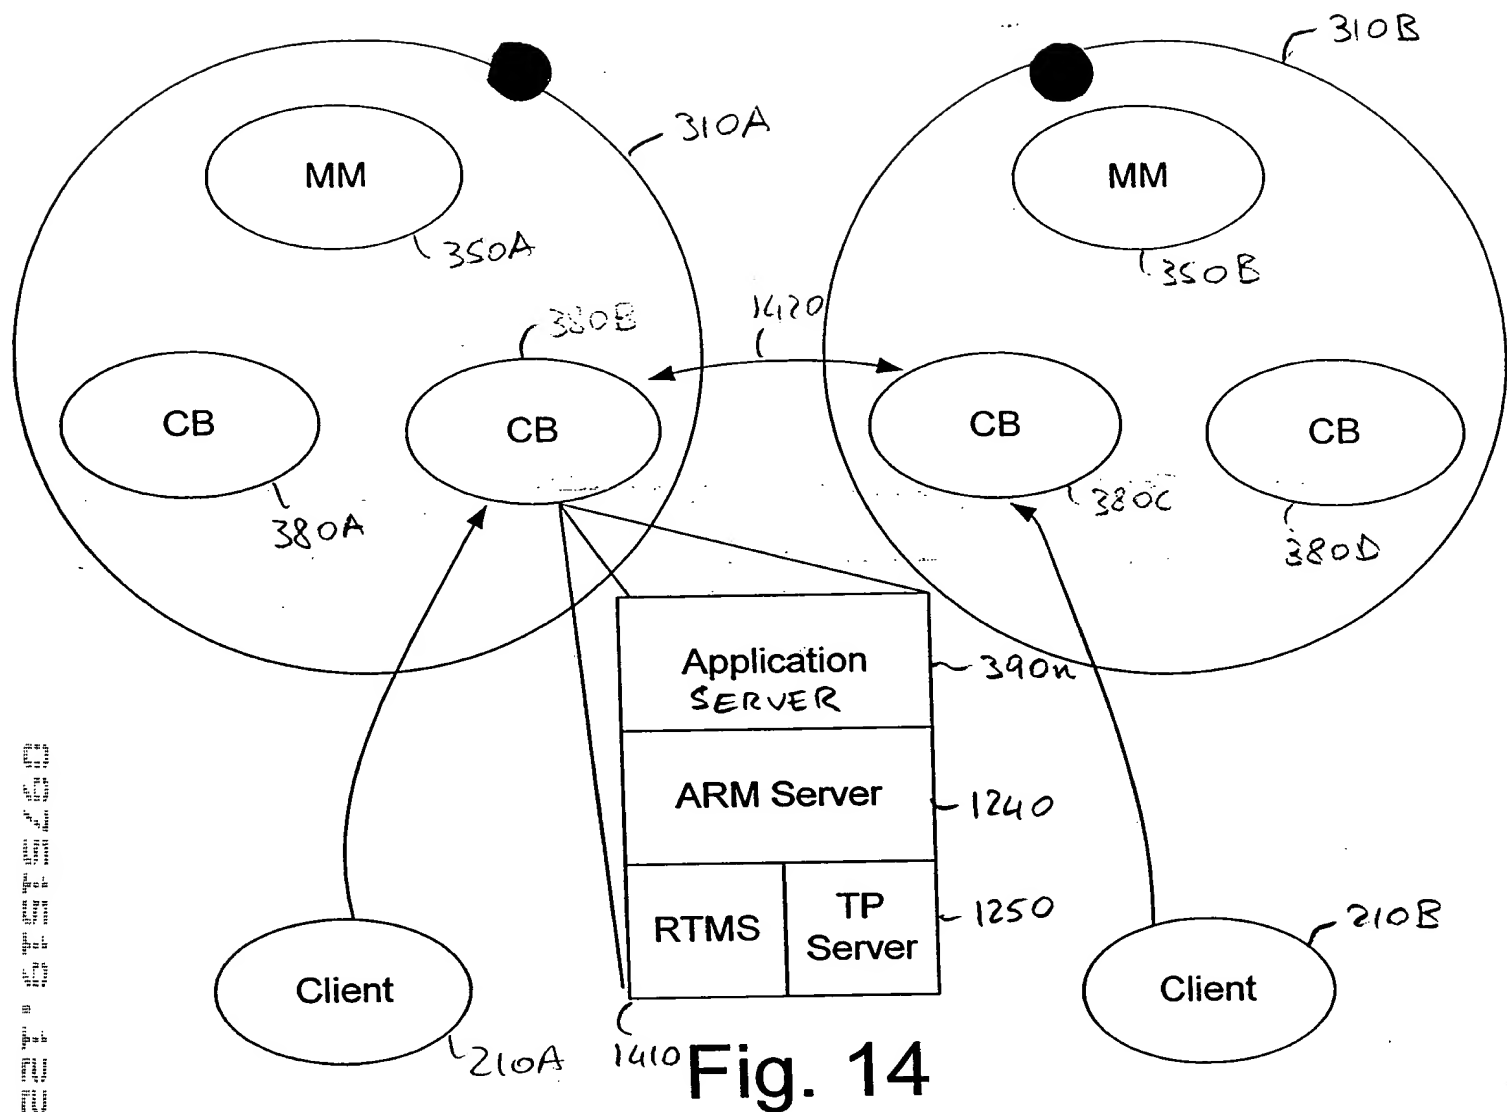 310B
310A
MM
MM
350A
350B
380B
1420
CB
CB
CB
CB
380A
380C
380D
Application
SERVER
390n
ARM Server
1240
RTMS
TP
Server
1250
210B
Client
Client
210A
1410
Fig. 14